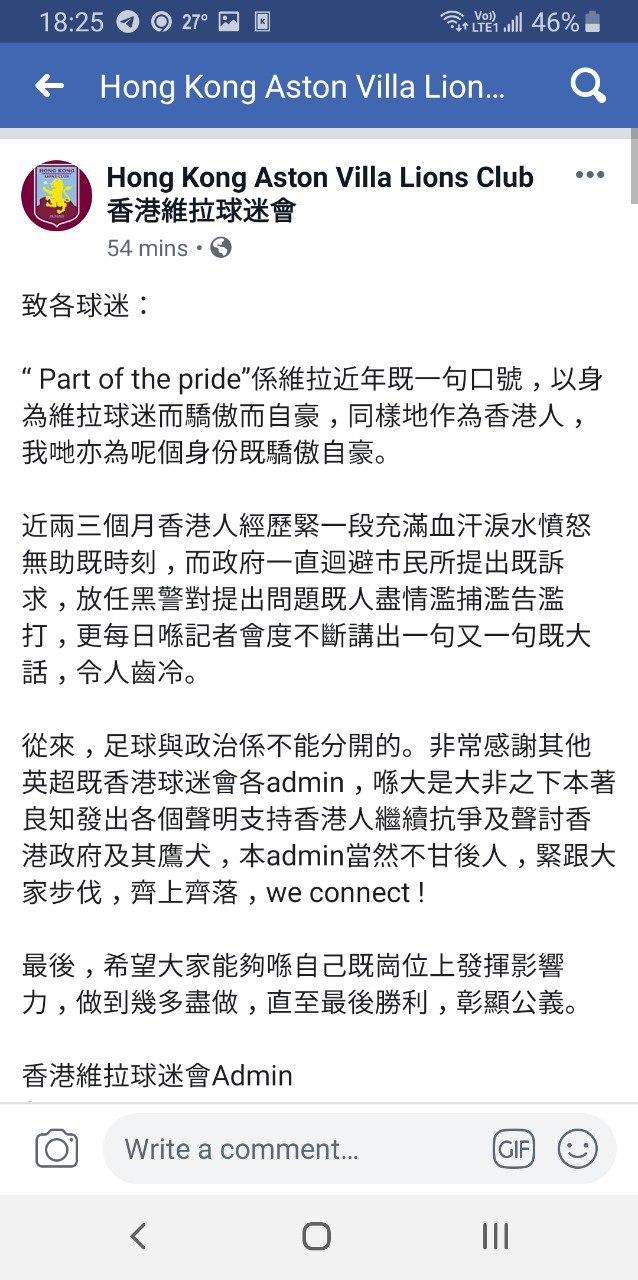 18:25 27° Vo)) LTE1 46%
Hong Kong Aston Villa Lion...
HONG KONG
Hong Kong Aston Villa Lions Club
香港維拉球迷會
54 mins •
致各球迷：
“ Part of the pride”係維拉近年既一句口號，以身
為維拉球迷而驕傲而自豪，同樣地作為香港人，
我哋亦為呢個身份既驕傲自豪。
近兩三個月香港人經歷緊一段充滿血汗淚水憤怒
無助既時刻，而政府一直迴避市民所提出既訴
求，放任黑警對提出問題既人盡情濫捕濫告濫
打，更每日喺記者會度不斷講出一句又一句既大
話，令人齒冷。
從來，足球與政治係不能分開的。非常感謝其他
英超既香港球迷會各admin，喺大是大非之下本著
良知發出各個聲明支持香港人繼續抗爭及聲討香
港政府及其鷹犬，本admin當然不甘後人，緊跟大
家步伐，齊上齊落，we connect !
最後，希望大家能夠喺自己既崗位上發揮影響
力，做到幾多盡做，直至最後勝利，彰顯公義。
香港維拉球迷會Admin
Write a comment...
GIF